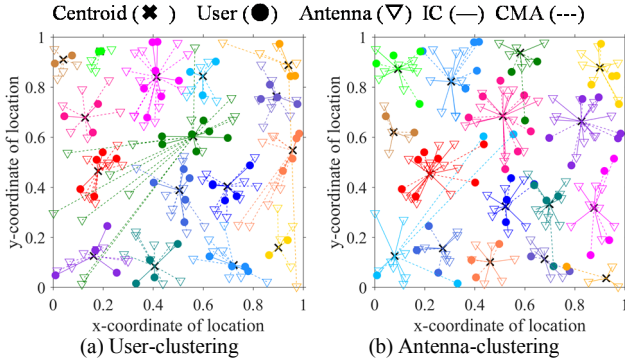 Centroid (✖) User (●) Antenna (▽) IC (—) CMA (---)
1
0.8
0.6
0.4
0.2
0
y-coordinate of location
0 0.2 0.4 0.6 0.8 1
x-coordinate of location
(a) User-clustering
1
0.8
0.6
0.4
0.2
0
y-coordinate of location
0 0.2 0.4 0.6 0.8 1
x-coordinate of location
(b) Antenna-clustering